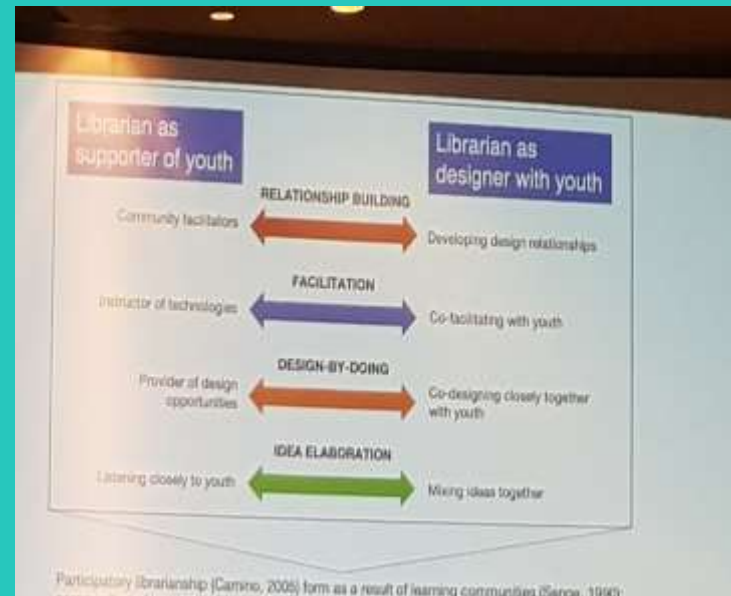 Librarian as
supporter of youth
Librarian as
designer with youth
RELATIONSHIP BUILDING
Community facilitators
Developing design relationships
FACILITATION
Instructor of technologies
Co-facilitating with youth
DESIGN-BY-DOING
Provider of design
opportunities
Co-designing closely together
with youth
IDEA ELABORATION
Listening closely to youth
Mixing ideas together
Participatory librarianship (Camino, 2005) form as a result of learning communities (Senge, 1990;